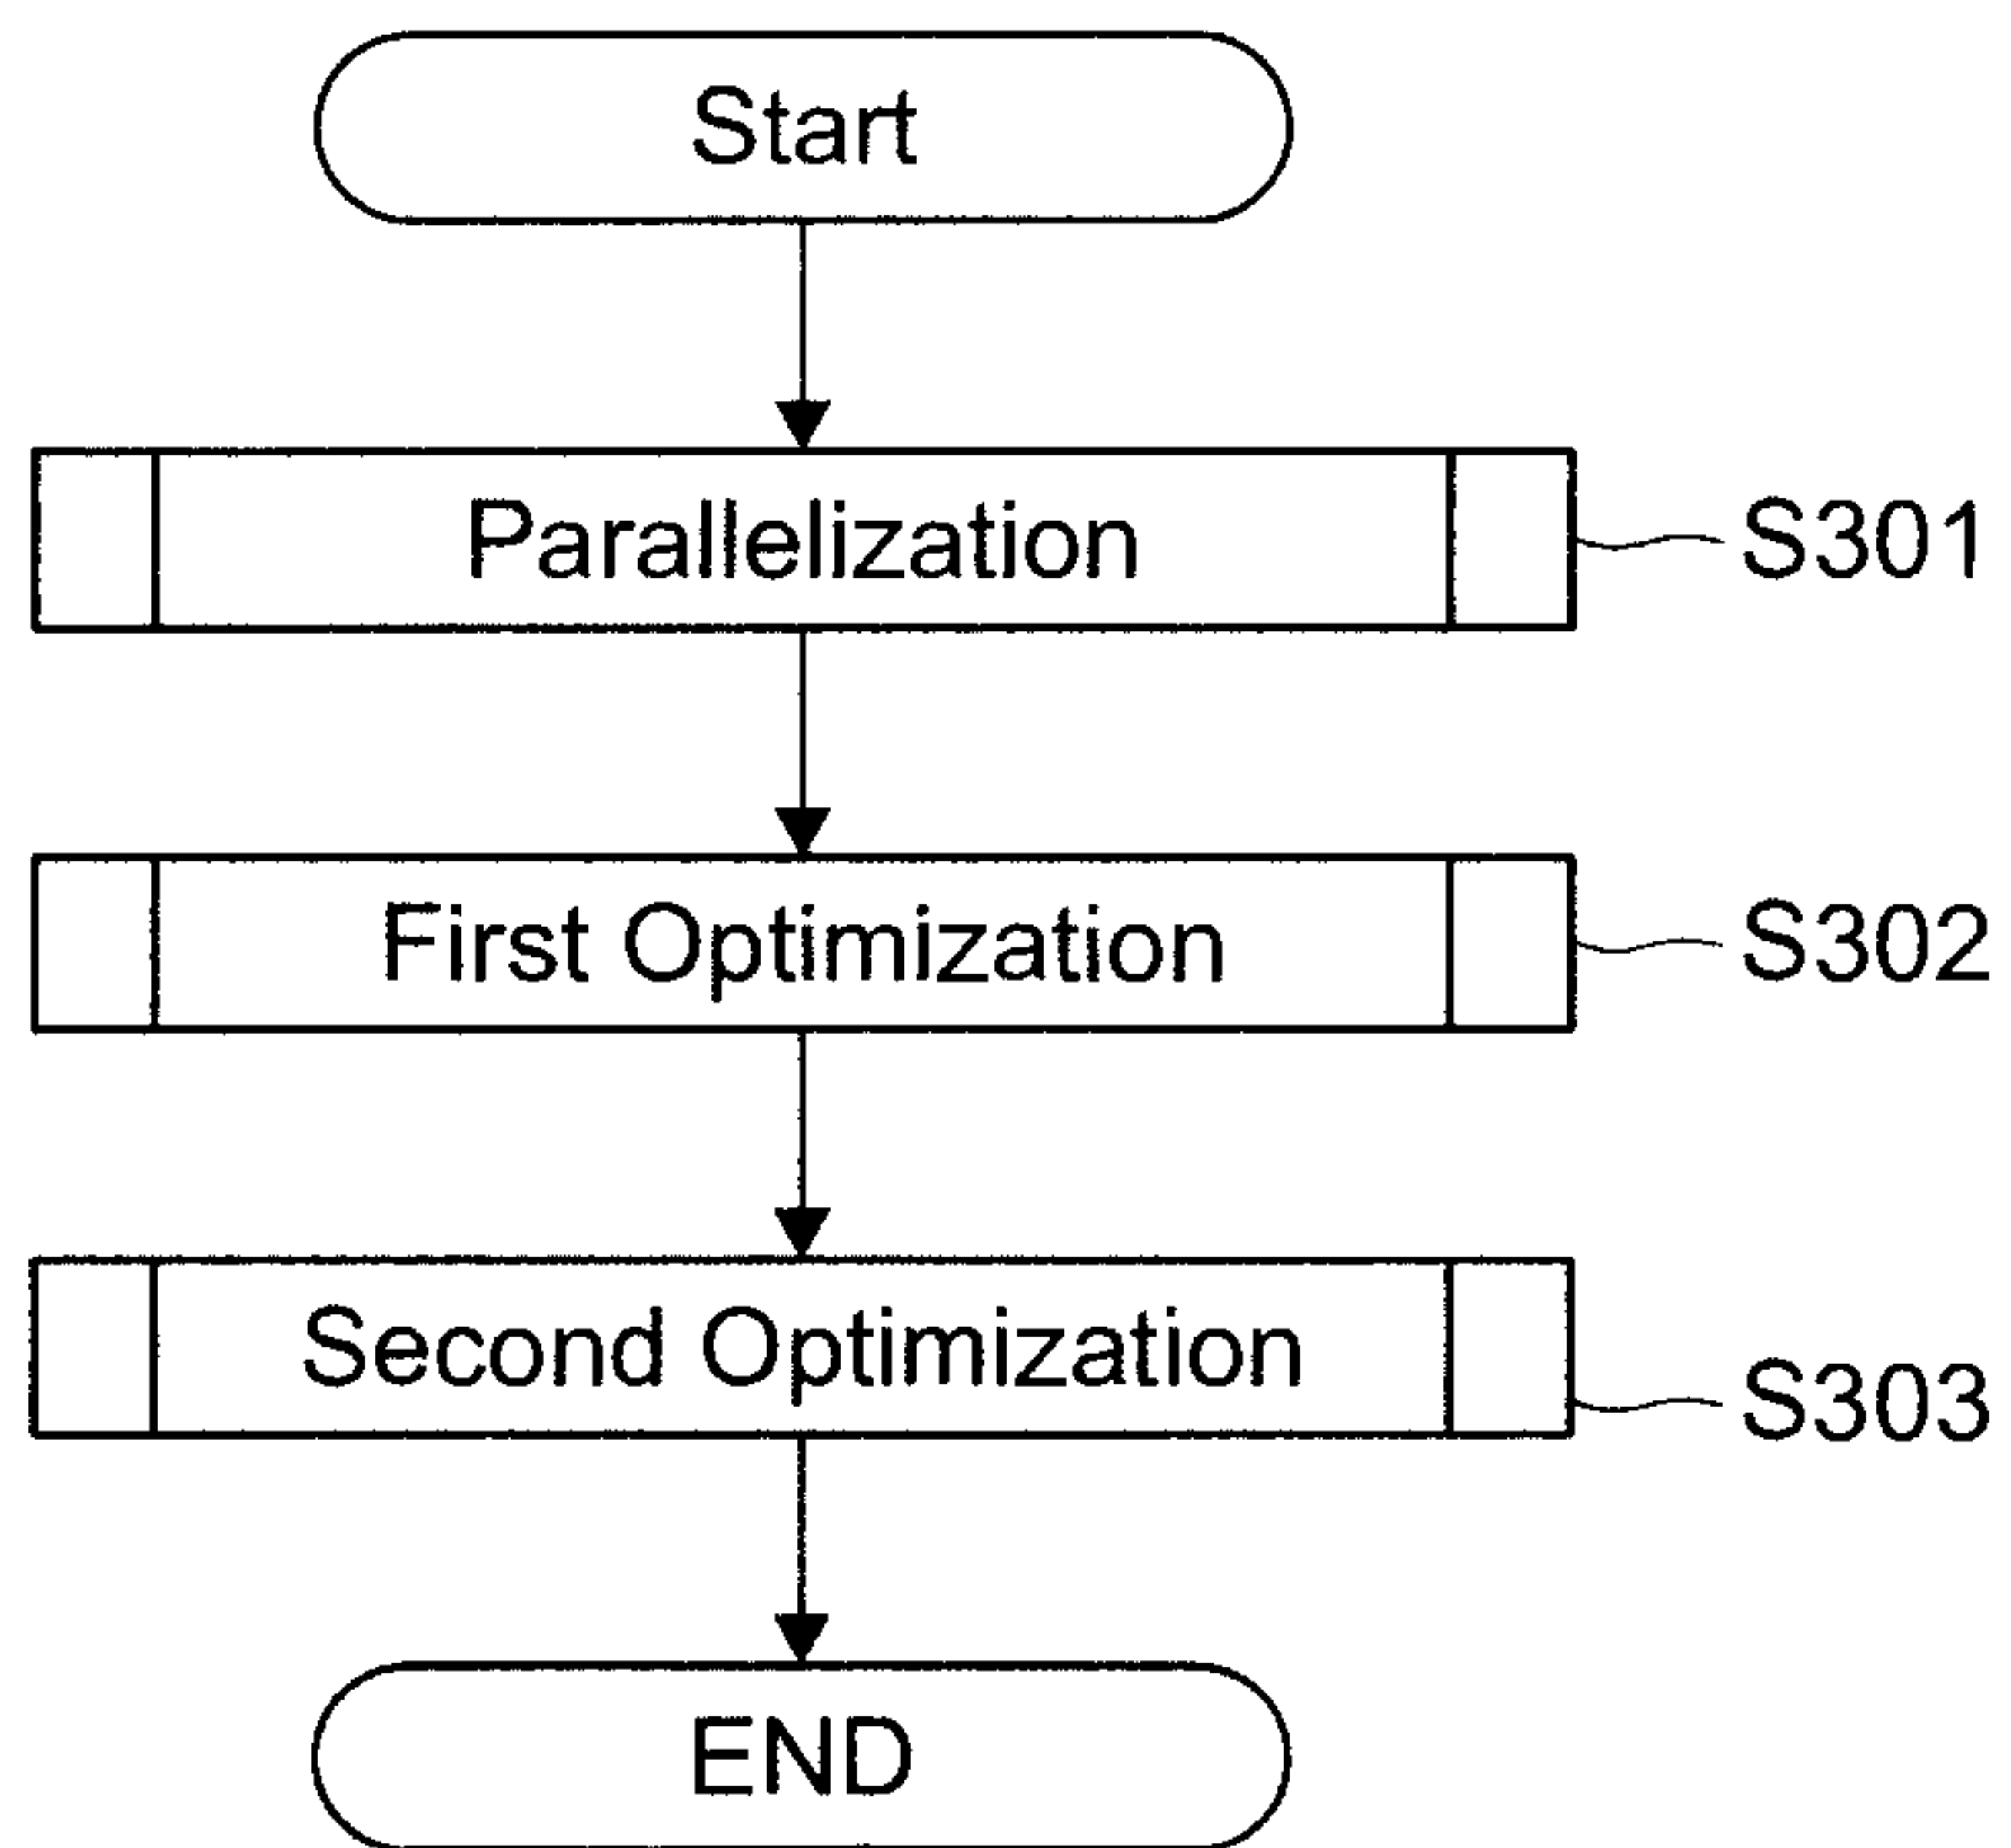 Start
Parallelization
S301
First Optimization
S302
Second Optimization
S303
END